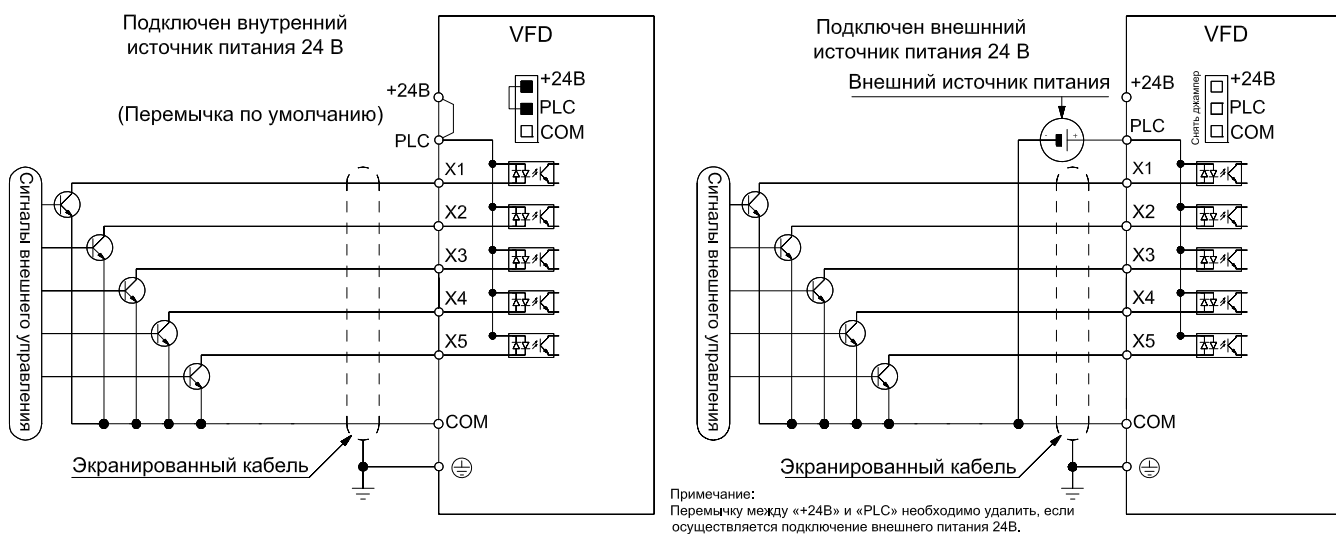 Подключен внутренний
источник питания 24 В
(Перемычка по умолчанию)
VFD
+24В
PLC
COM
+24В
PLC
X1
X2
X3
X4
X5
COM
Сигналы внешнего управления
Экранированный кабель
Подключен внешнний
источник питания 24 В
Внешний источник питания
VFD
Снять джампер
+24В
PLC
COM
+24В
PLC
- +
X1
X2
X3
X4
X5
COM
Сигналы внешнего управления
Экранированный кабель
Примечание:
Перемычку между «+24В» и «PLC» необходимо удалить, если
осуществляется подключение внешнего питания 24В.